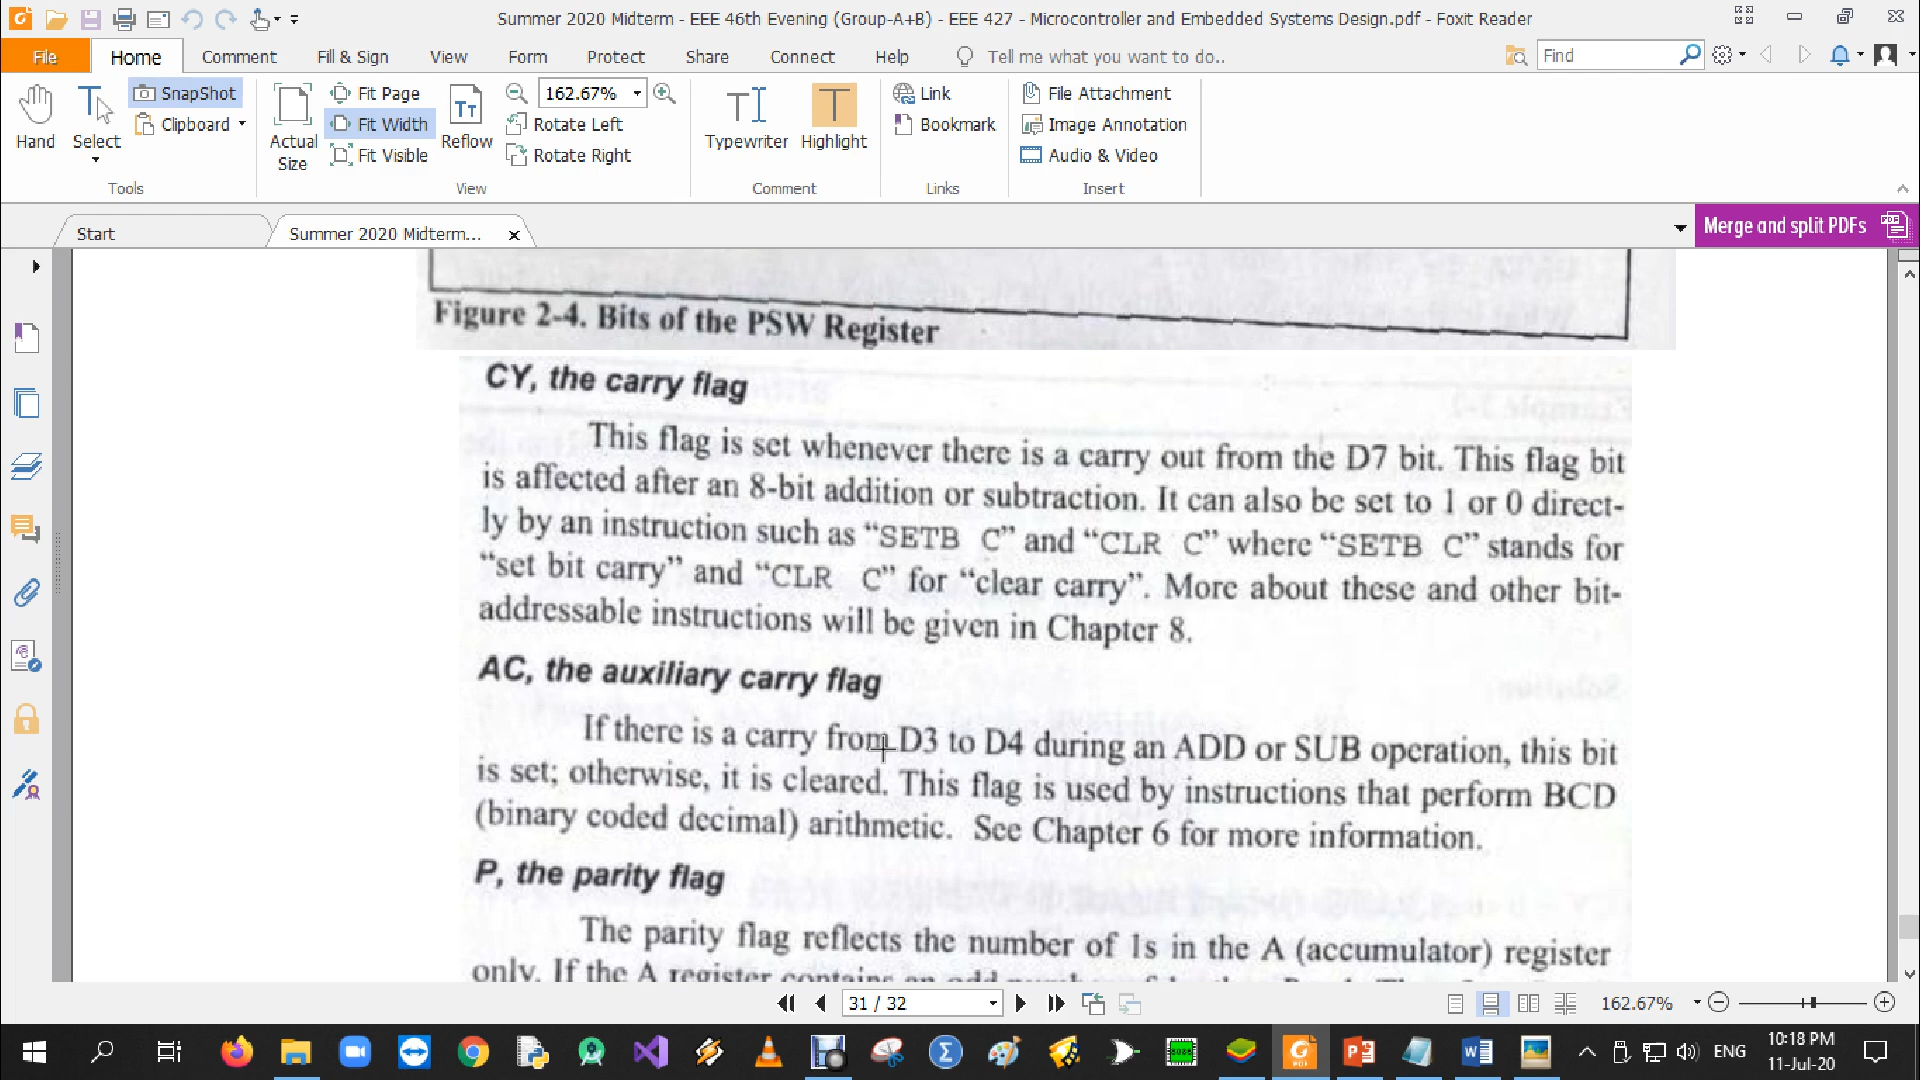 Summer 2020 Midterm - EEE 46th Evening (Group-A+B) - EEE 427 - Microcontroller and Embedded Systems Design.pdf - Foxit Reader
File Home Comment Fill & Sign View Form Protect Share Connect Help Tell me what you want to do.. Find
Hand
Select
SnapShot
Clipboard
Tools
Actual
Size
Fit Page
Fit Width
Fit Visible
Reflow
162.67%
Rotate Left
Rotate Right
View
Typewriter
Highlight
Comment
Link
Bookmark
Links
File Attachment
Image Annotation
Audio & Video
Insert
Start
Summer 2020 Midterm...
Merge and split PDFs
Figure 2-4. Bits of the PSW Register
CY, the carry flag
This flag is set whenever there is a carry out from the D7 bit. This flag bit
is affected after an 8-bit addition or subtraction. It can also be set to 1 or 0 direct-
ly by an instruction such as “SETB C” and “CLR C” where “SETB C” stands for
“set bit carry” and “CLR C” for “clear carry”. More about these and other bit-
addressable instructions will be given in Chapter 8.
AC, the auxiliary carry flag
If there is a carry from D3 to D4 during an ADD or SUB operation, this bit
is set; otherwise, it is cleared. This flag is used by instructions that perform BCD
(binary coded decimal) arithmetic. See Chapter 6 for more information.
P, the parity flag
The parity flag reflects the number of 1s in the A (accumulator) register
only. If the A register contains an odd number of
31 / 32
162.67%
ENG
10:18 PM
11-Jul-20